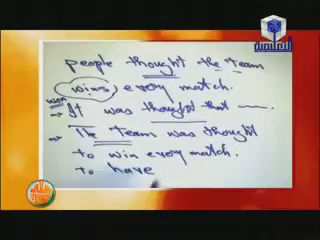 people thought the team
wins every match.
won
→ It was thought that —.
→ The Team was thought
to win every match.
to have